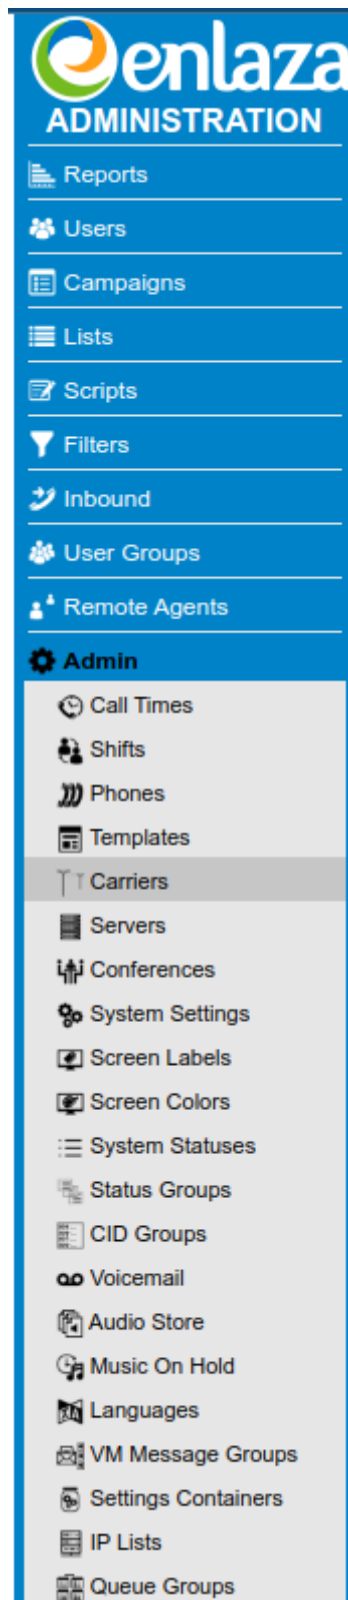 enlaza
ADMINISTRATION
Reports
Users
Campaigns
Lists
Scripts
Filters
Inbound
User Groups
Remote Agents
Admin
Call Times
Shifts
Phones
Templates
Carriers
Servers
Conferences
System Settings
Screen Labels
Screen Colors
System Statuses
Status Groups
CID Groups
Voicemail
Audio Store
Music On Hold
Languages
VM Message Groups
Settings Containers
IP Lists
Queue Groups